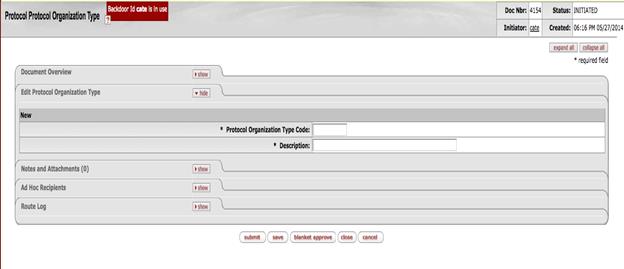 Protocol Protocol Organization Type
Backdoor Id cate is in use
?
Doc Nbr: 4154 Status: INITIATED
Initiator: cate Created: 06:16 PM 05/27/2014
expand all collapse all
* required field
Document Overview show
Edit Protocol Organization Type hide
New
* Protocol Organization Type Code:
* Description:
Notes and Attachments (0) show
Ad Hoc Recipients show
Route Log show
submit save blanket approve close cancel